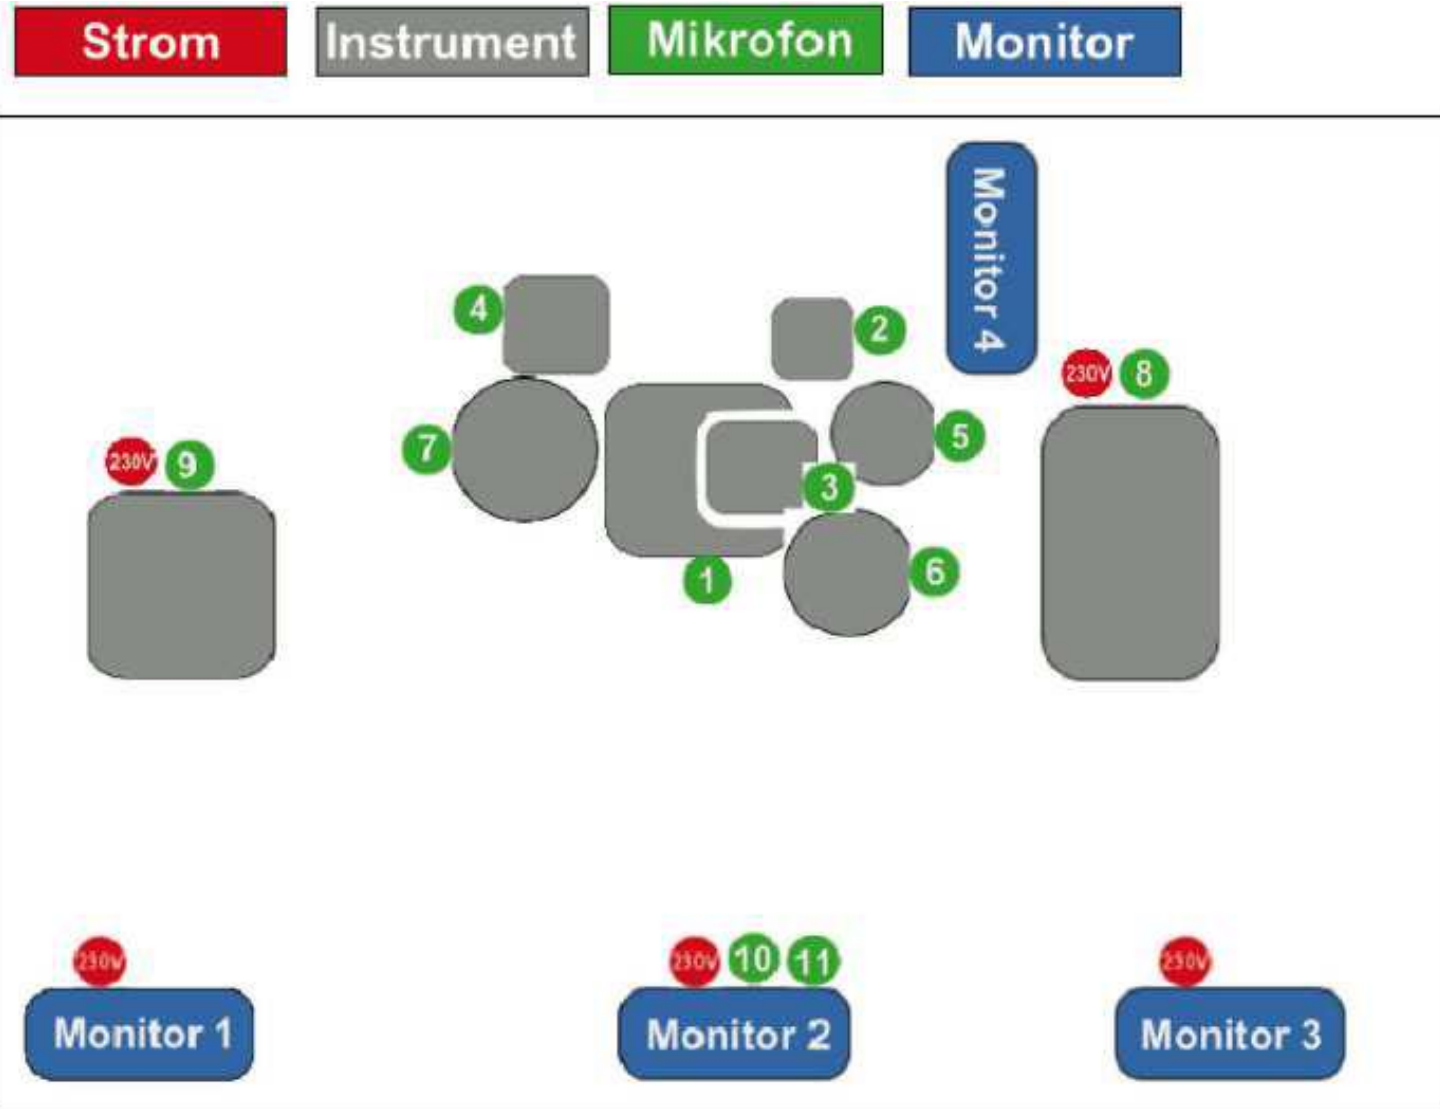 Strom Instrument Mikrofon Monitor
Monitor 4
4
2
230V 8
7
5
230V 9
3
1
6
230V
230V 10 11
230V
Monitor 1
Monitor 2
Monitor 3